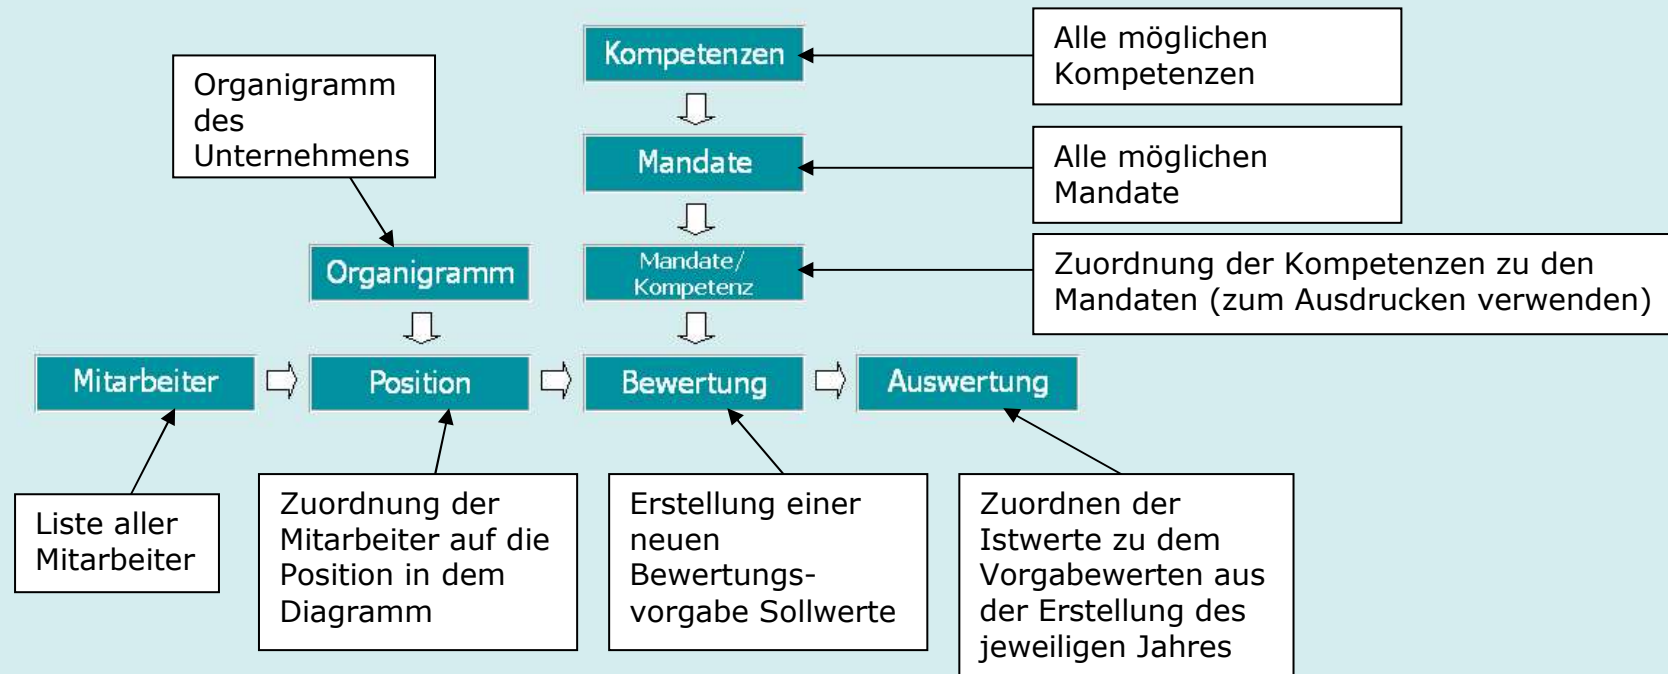 Kompetenzen
Alle möglichen
Kompetenzen
Organigramm
des
Unternehmens
Mandate
Alle möglichen
Mandate
Organigramm
Mandate/
Kompetenz
Zuordnung der Kompetenzen zu den
Mandaten (zum Ausdrucken verwenden)
Mitarbeiter
Position
Bewertung
Auswertung
Liste aller
Mitarbeiter
Zuordnung der
Mitarbeiter auf die
Position in dem
Diagramm
Erstellung einer
neuen
Bewertungs-
vorgabe Sollwerte
Zuordnen der
Istwerte zu dem
Vorgabewerten aus
der Erstellung des
jeweiligen Jahres